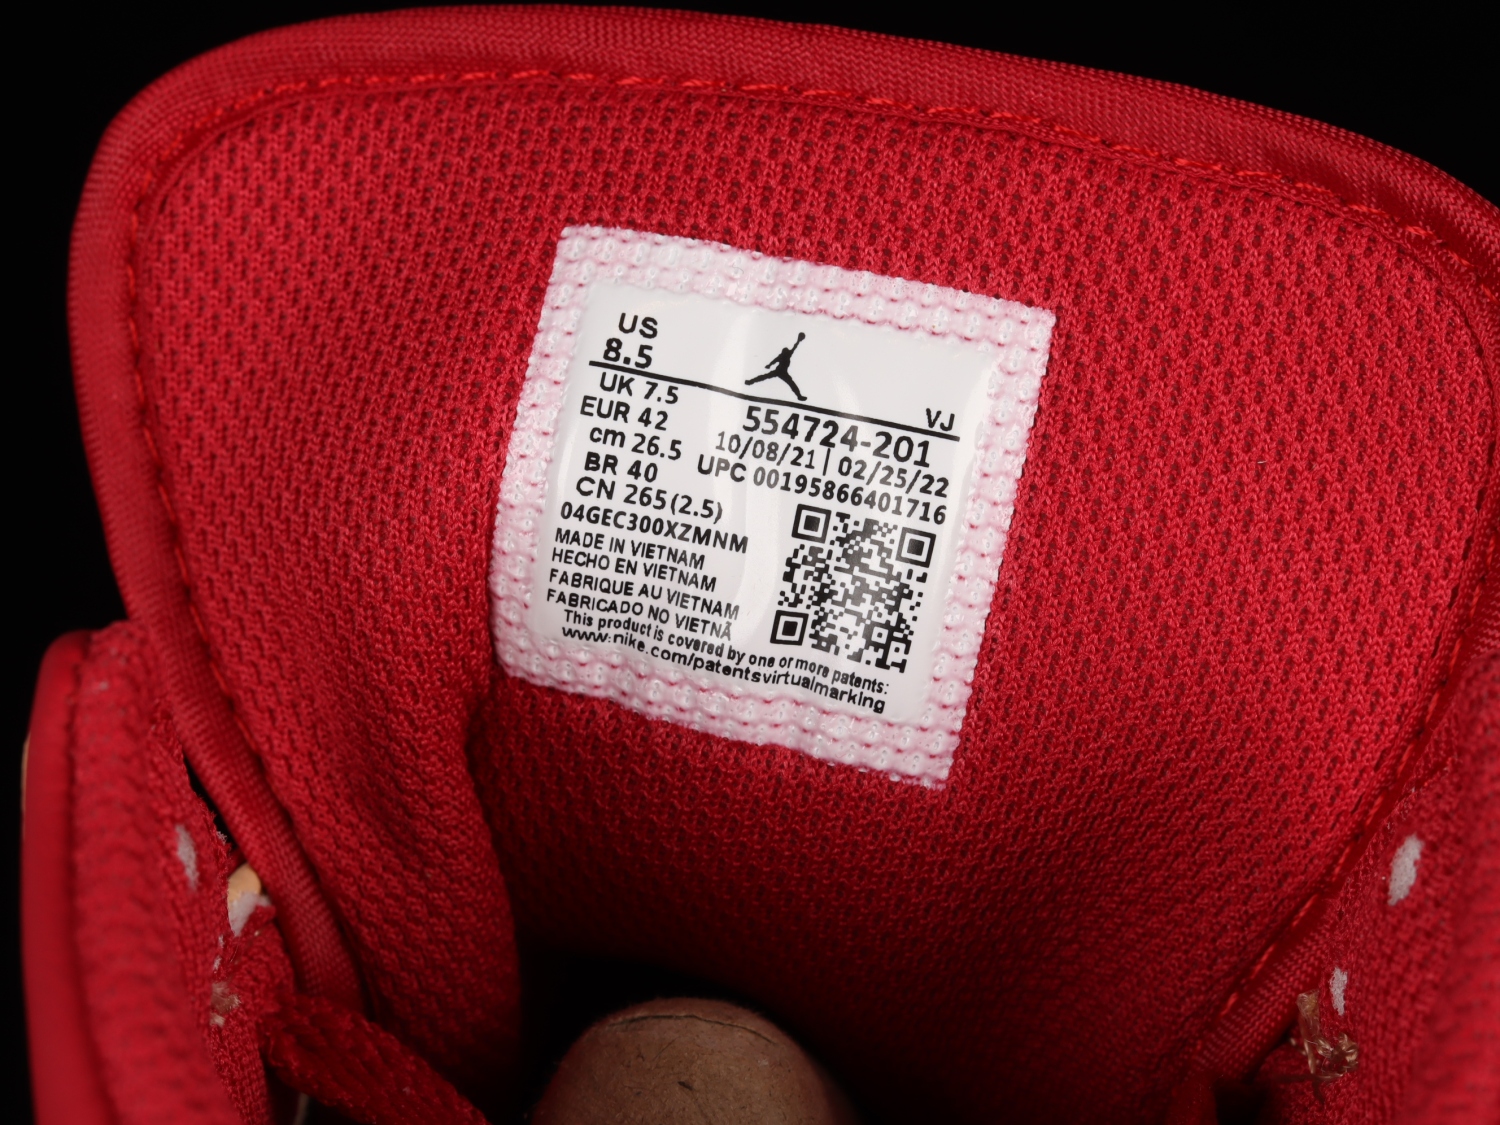 US
8.5
UK 7.5
EUR 42
cm 26.5
BR 40
CN 265(2.5)
04GEC300XZMNM
VJ
554724-201
10/08/21 | 02/25/22
UPC 00195866401716
MADE IN VIETNAM
HECHO EN VIETNAM
FABRIQUE AU VIETNAM
FABRICADO NO VIETNÃ
This product is covered by one or more patents:
www.nike.com/patentsvirtualmarking